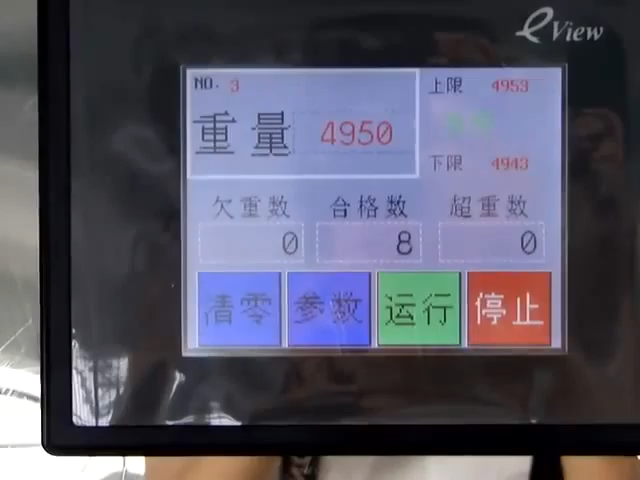 eView
NO. 3
上限 4953
重量 4950
下限 4943
欠重数 合格数 超重数
0 8 0
清零 参数 运行 停止